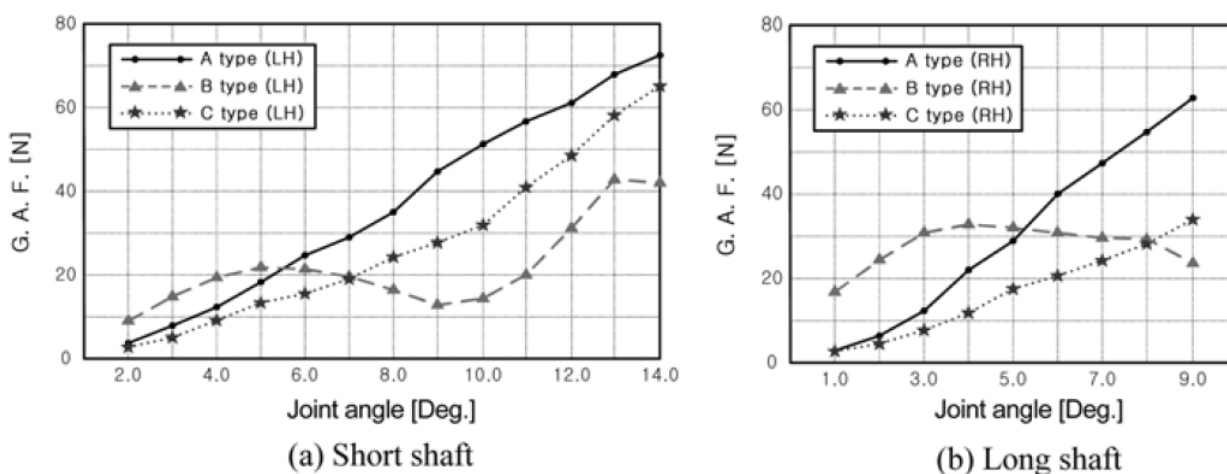 80
60
40
20
0
G. A. F. [N]
A type (LH)
B type (LH)
C type (LH)
2.0 4.0 6.0 8.0 10.0 12.0 14.0
Joint angle [Deg.]
(a) Short shaft
80
60
40
20
0
G. A. F. [N]
A type (RH)
B type (RH)
C type (RH)
1.0 3.0 5.0 7.0 9.0
Joint angle [Deg.]
(b) Long shaft